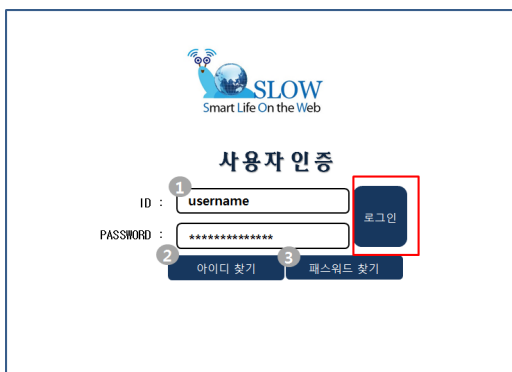 SLOW
Smart Life On the Web
사용자 인증
1
ID : username
로그인
PASSWORD : **************
2 아이디 찾기 3 패스워드 찾기